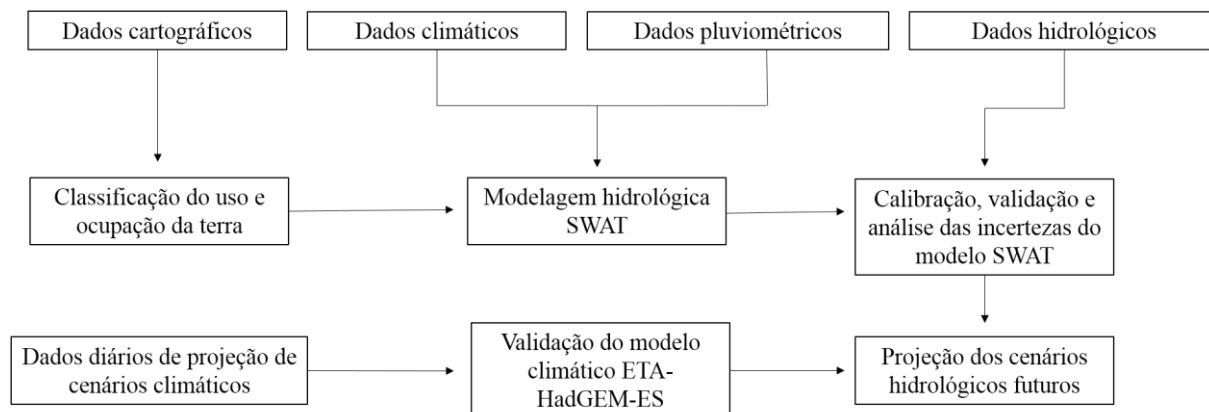 Dados cartográficos
Dados climáticos
Dados pluviométricos
Dados hidrológicos
Classificação do uso e
ocupação da terra
Modelagem hidrológica
SWAT
Calibração, validação e
análise das incertezas do
modelo SWAT
Dados diários de projeção de
cenários climáticos
Validação do modelo
climático ETA-
HadGEM-ES
Projeção dos cenários
hidrológicos futuros